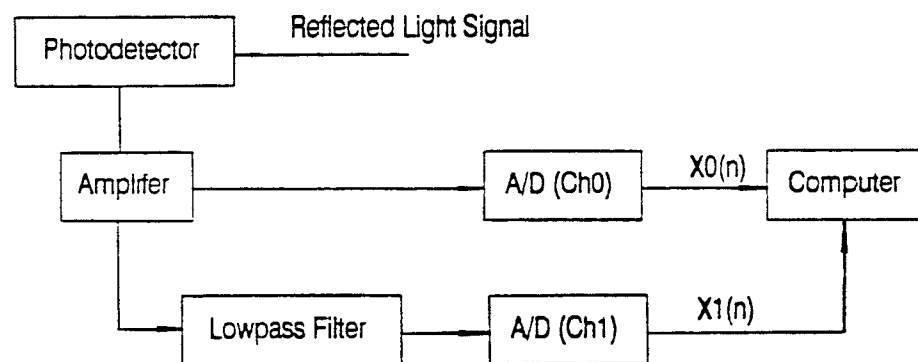 Reflected Light Signal
Photodetector
Amplifer
A/D (Ch0)
X0(n)
Computer
Lowpass Filter
A/D (Ch1)
X1(n)